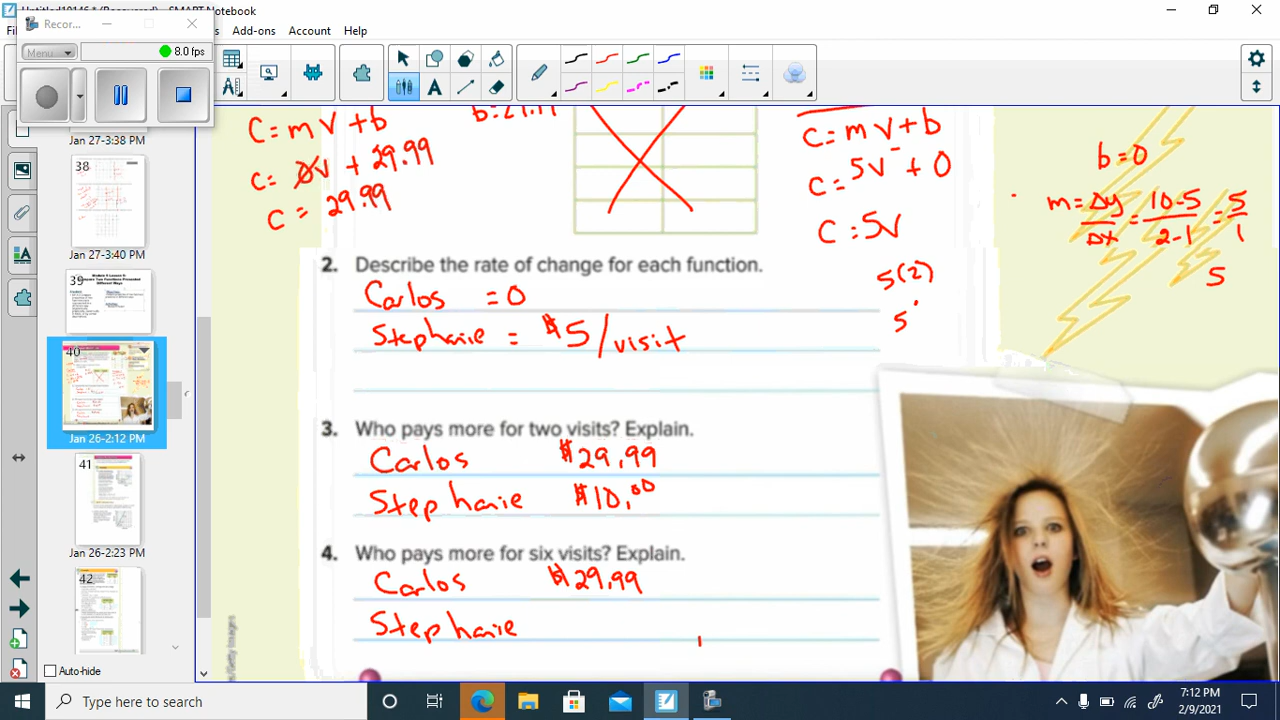 Untitled10146 * - SMART Notebook
Recor...
Add-ons Account Help
Menu
8.0 fps
Jan 27-3:38 PM
38
Jan 27-3:40 PM
39
40
Jan 26-2:12 PM
41
Jan 26-2:23 PM
42
Auto-hide
C = mV + b
C = 0V + 29.99
C = 29.99
C = mV + b
C = 5V + 0
C = 5V
5(2)
5
b = 0
m = Δy/Δx = 10-5/2-1 = 5/1
5
2. Describe the rate of change for each function.
Carlos = 0
Stephanie = $5/visit
3. Who pays more for two visits? Explain.
Carlos $29.99
Stephanie $10.00
4. Who pays more for six visits? Explain.
Carlos $29.99
Stephanie
/Getty Images
Type here to search
7:12 PM
2/9/2021